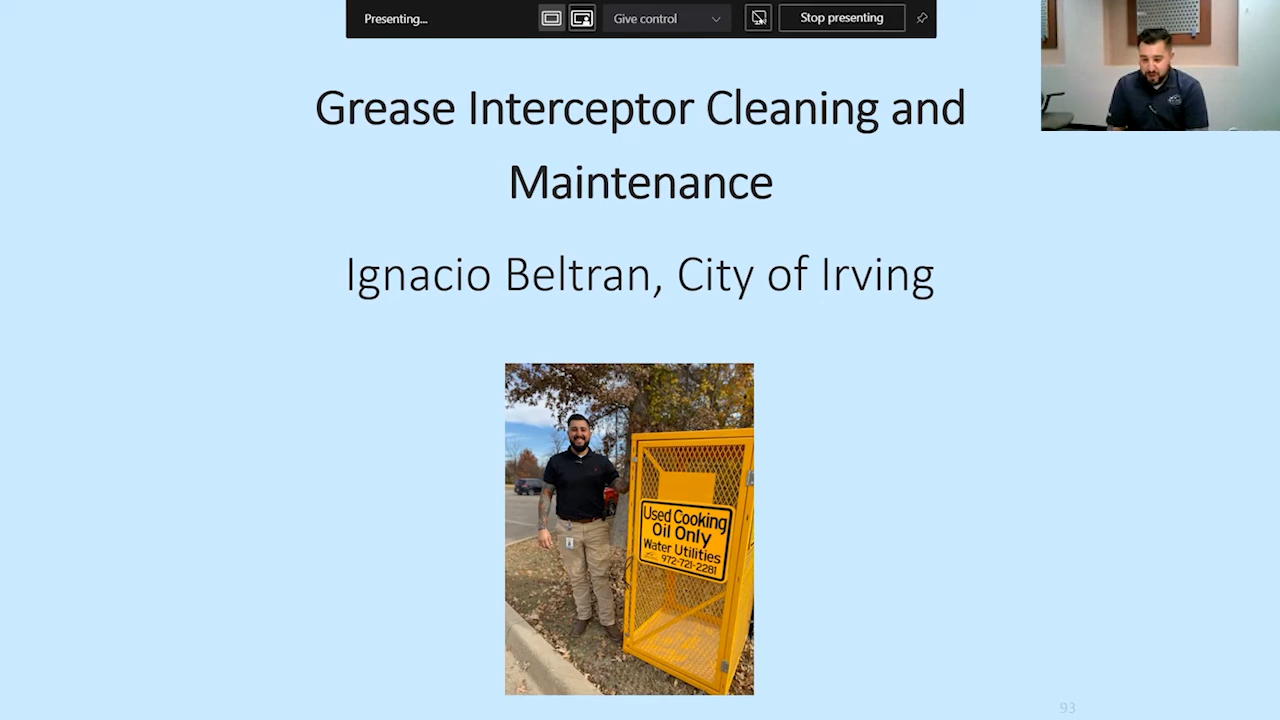 Presenting...
Give control
Stop presenting
Grease Interceptor Cleaning and
Maintenance
Ignacio Beltran, City of Irving
Used Cooking
Oil Only
Water Utilities
972-721-2281
93